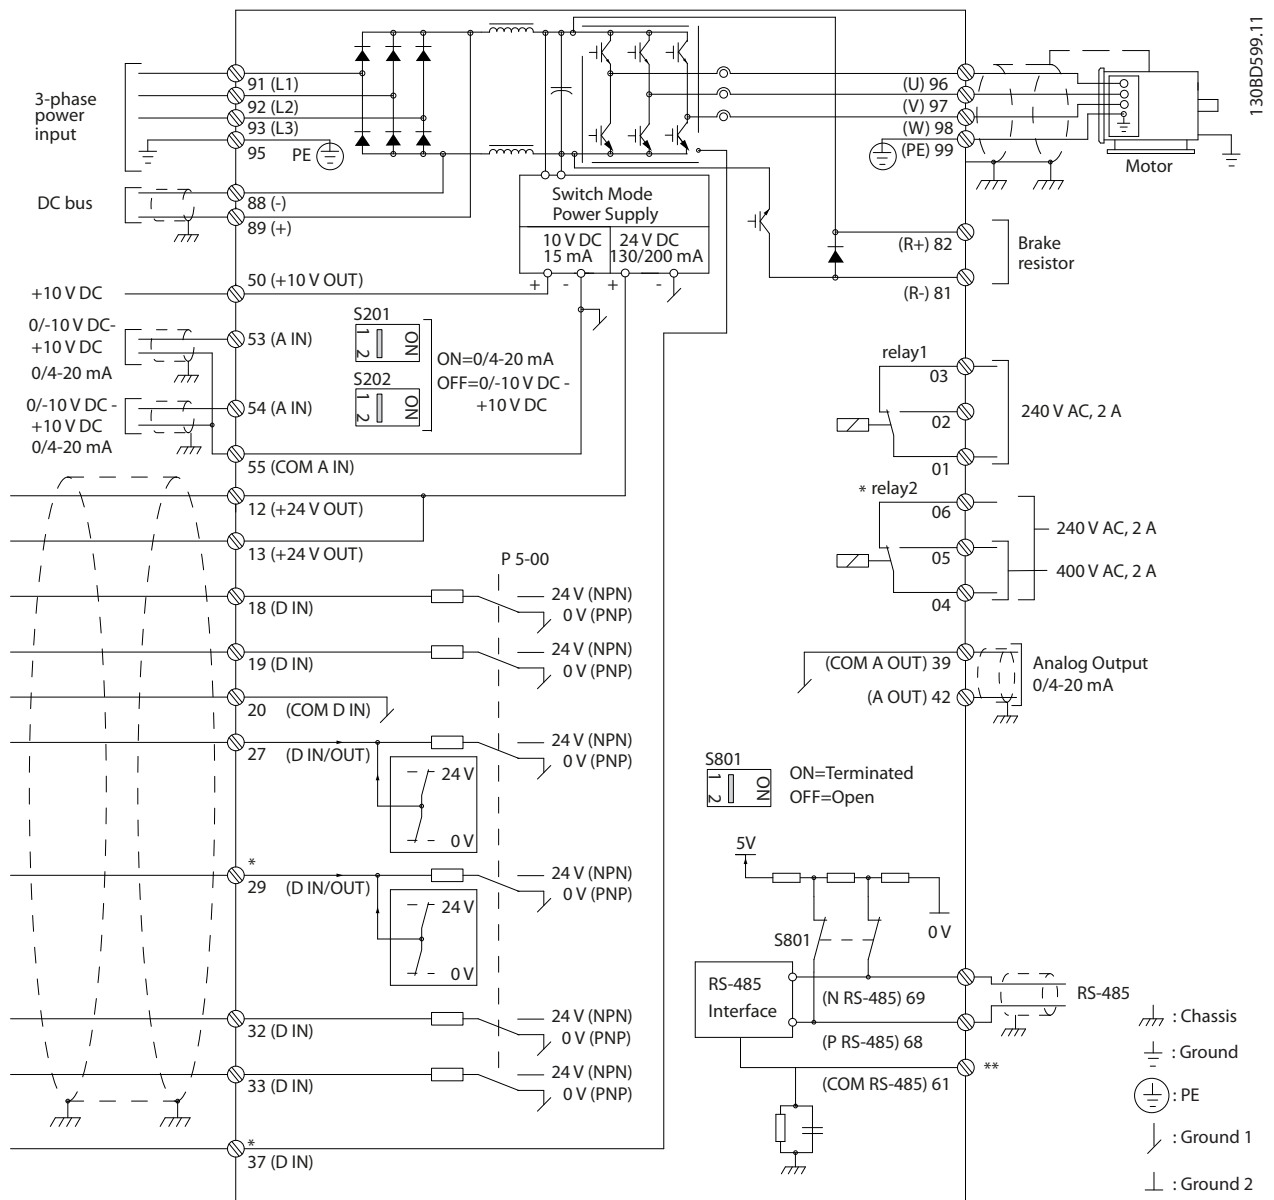 130BD599.11
3-phase
power
input
91 (L1)
92 (L2)
93 (L3)
95
PE
(U) 96
(V) 97
(W) 98
(PE) 99
Motor
DC bus
88 (-)
89 (+)
Switch Mode
Power Supply
10 V DC
15 mA
24 V DC
130/200 mA
+ - + -
(R+) 82
(R-) 81
Brake
resistor
+10 V DC
50 (+10 V OUT)
0/-10 V DC-
+10 V DC
0/4-20 mA
53 (A IN)
S201
1 2
ON
S202
1 2
ON
ON=0/4-20 mA
OFF=0/-10 V DC -
+10 V DC
0/-10 V DC -
+10 V DC
0/4-20 mA
54 (A IN)
55 (COM A IN)
relay1
03
02
01
240 V AC, 2 A
* relay2
06
05
04
240 V AC, 2 A
400 V AC, 2 A
12 (+24 V OUT)
13 (+24 V OUT)
P 5-00
18 (D IN)
24 V (NPN)
0 V (PNP)
19 (D IN)
24 V (NPN)
0 V (PNP)
20 (COM D IN)
27 (D IN/OUT)
24 V (NPN)
0 V (PNP)
24 V
0 V
*
29 (D IN/OUT)
24 V (NPN)
0 V (PNP)
24 V
0 V
32 (D IN)
24 V (NPN)
0 V (PNP)
33 (D IN)
24 V (NPN)
0 V (PNP)
*
37 (D IN)
(COM A OUT) 39
(A OUT) 42
Analog Output
0/4-20 mA
S801
1 2
ON
ON=Terminated
OFF=Open
5V
0 V
S801
RS-485
Interface
(N RS-485) 69
(P RS-485) 68
(COM RS-485) 61
**
RS-485
: Chassis
: Ground
: PE
: Ground 1
: Ground 2